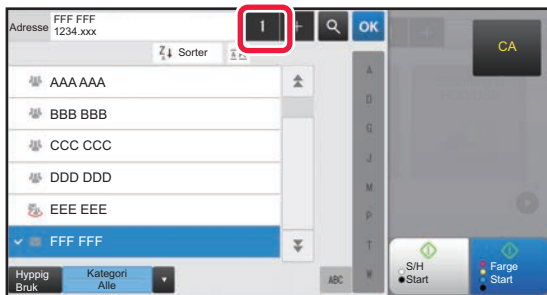 Adresse
FFF FFF
1234.xxx
1
+
OK
CA
Z↓ Sorter
A
AAA AAA
BBB BBB
D
G
CCC CCC
J
DDD DDD
M
EEE EEE
P
FFF FFF
T
W
ABC
Hyppig
Bruk
Kategori
Alle
S/H
Start
Farge
Start